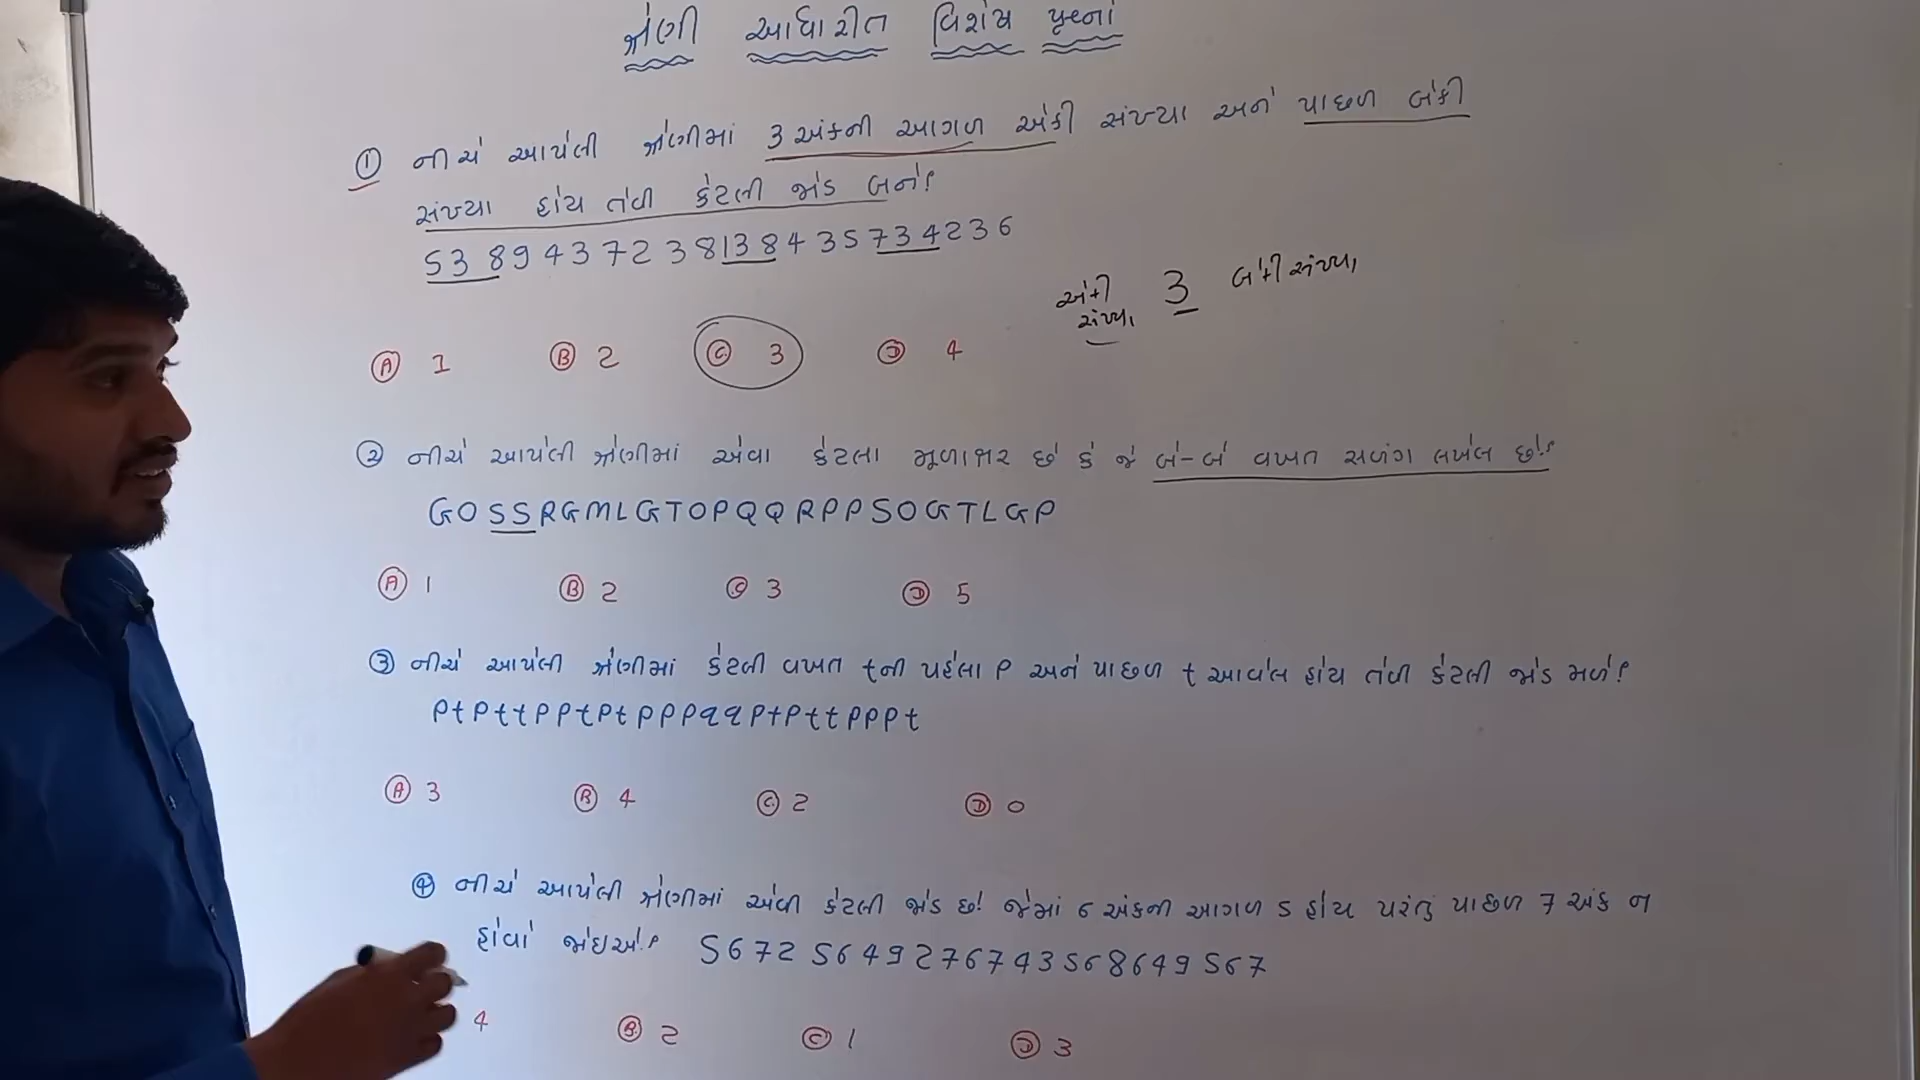 શ્રેણી આધારીત વિશેષ પ્રશ્નો
① નીચે આપેલી શ્રેણીમાં 3 અંકની આગળ એકી સંખ્યા અને પાછળ બેકી
સંખ્યા હોય તેવી કેટલી જોડ બને?
5 3 8 9 4 3 7 2 3 8 1 3 8 4 3 5 7 3 4 2 3 6
એકી 3 બેકી સંખ્યા
સંખ્યા
Ⓐ 1 Ⓑ 2 Ⓒ 3 Ⓓ 4
② નીચે આપેલી શ્રેણીમાં એવા કેટલા મૂળાક્ષર છે કે જે બે-બે વખત સળંગ લખેલ છે?
G O S S R G M L G T O P Q Q R P P S O G T L G P
Ⓐ 1 Ⓑ 2 Ⓒ 3 Ⓓ 5
③ નીચે આપેલી શ્રેણીમાં કેટલી વખત t ની પહેલા P અને પાછળ t આવેલ હોય તેવી કેટલી જોડ મળે?
P t P t t P P t P t P P P q q P t P t t P P P t
Ⓐ 3 Ⓑ 4 Ⓒ 2 Ⓓ 0
④ નીચે આપેલી શ્રેણીમાં એવી કેટલી જોડ છે! જેમાં 6 અંકની આગળ 5 હોય પરંતુ પાછળ 7 અંક ન
હોવો જોઇએ? 5 6 7 2 5 6 4 9 2 7 6 7 4 3 5 6 8 6 4 9 5 6 7
4 Ⓑ 2 Ⓒ 1 Ⓓ 3